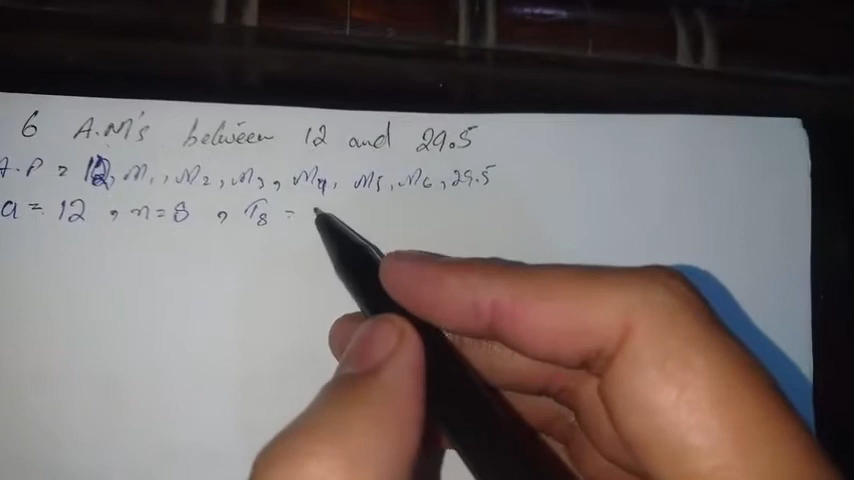 6 A.M's between 12 and 29.5
A.P = 12, M1, M2, M3, M4, M5, M6, 29.5
a = 12 , n=8 , T8 =